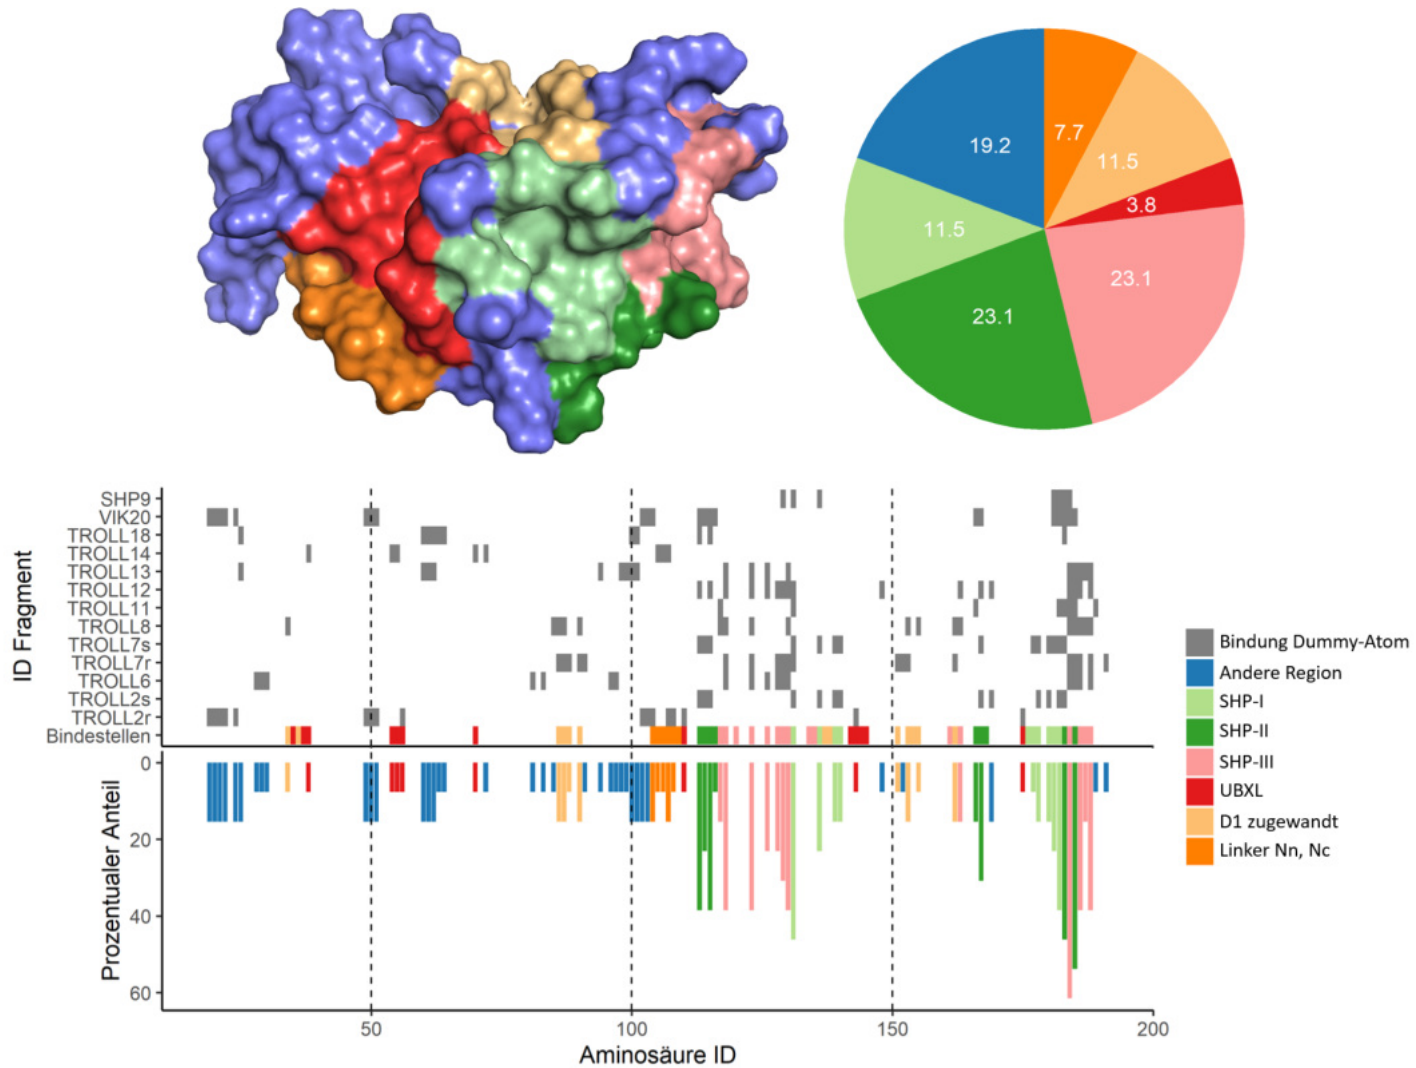 19.2
7.7
11.5
3.8
11.5
23.1
23.1
SHP9
VIK20
TROLL18
TROLL14
TROLL13
TROLL12
TROLL11
TROLL8
TROLL7s
TROLL7r
TROLL6
TROLL2s
TROLL2r
Bindestellen
ID Fragment
0
20
40
60
Prozentualer Anteil
50
100
150
200
Aminosäure ID
Bindung Dummy-Atom
Andere Region
SHP-I
SHP-II
SHP-III
UBXL
D1 zugewandt
Linker Nn, Nc